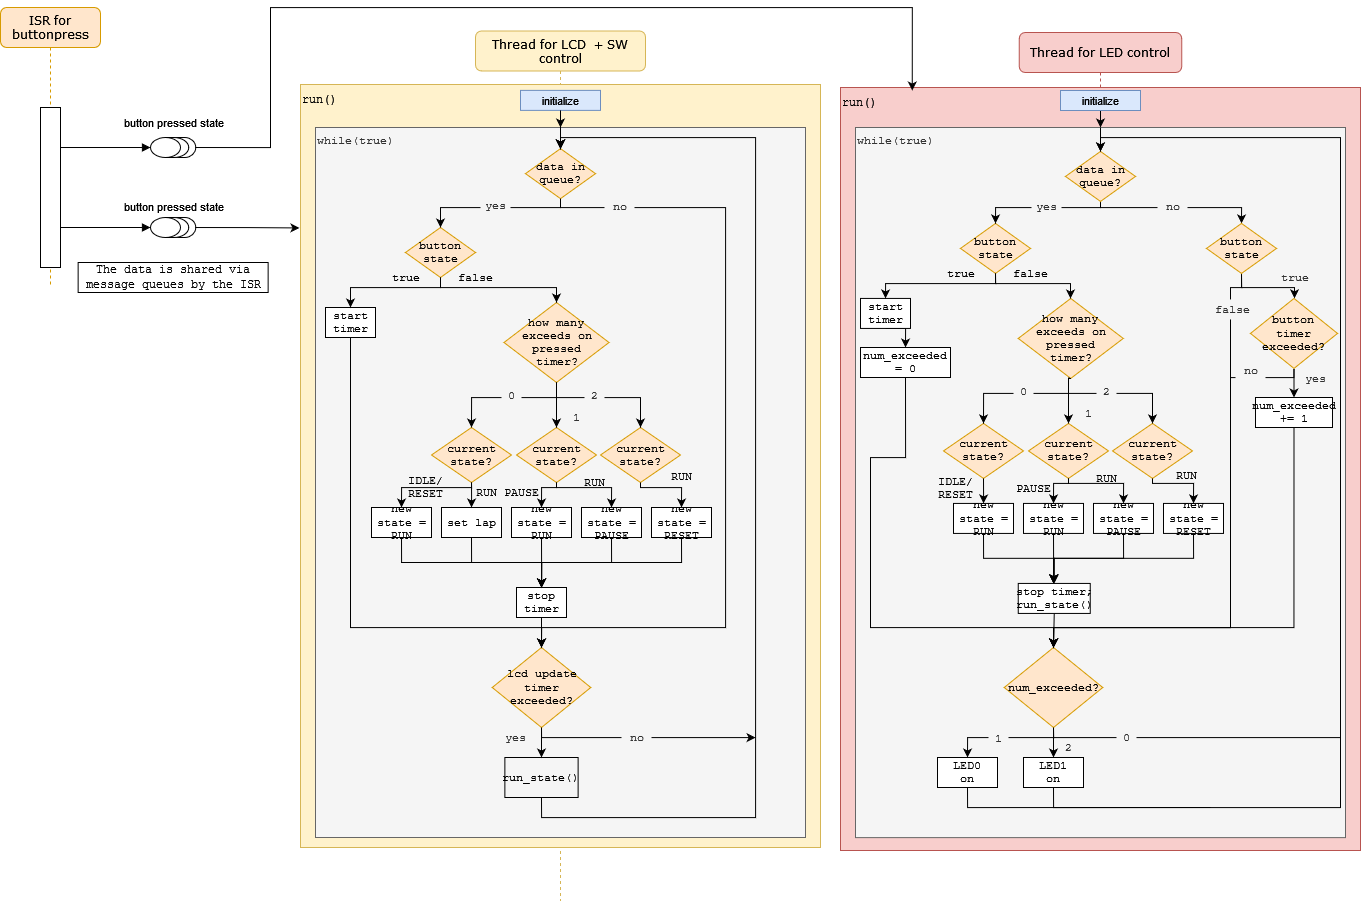 ISR for
buttonpress
button pressed state
button pressed state
The data is shared via
message queues by the ISR
Thread for LCD + SW
control
run()
initialize
while(true)
data in
queue?
yes
no
button
state
true
false
start
timer
how many
exceeds on
pressed
timer?
0
1
2
current
state?
current
state?
current
state?
IDLE/
RESET
RUN
PAUSE
RUN
RUN
new
state =
RUN
set lap
new
state =
RUN
new
state =
PAUSE
new
state =
RESET
stop
timer
lcd update
timer
exceeded?
yes
no
run_state()
Thread for LED control
run()
initialize
while(true)
data in
queue?
yes
no
button
state
true
false
start
timer
num_exceeded
= 0
how many
exceeds on
pressed
timer?
0
1
2
current
state?
current
state?
current
state?
IDLE/
RESET
PAUSE
RUN
RUN
new
state =
RUN
new
state =
RUN
new
state =
PAUSE
new
state =
RESET
stop timer;
run_state()
button
state
true
false
button
timer
exceeded?
no
yes
num_exceeded
+= 1
num_exceeded?
1
2
0
LED0
on
LED1
on